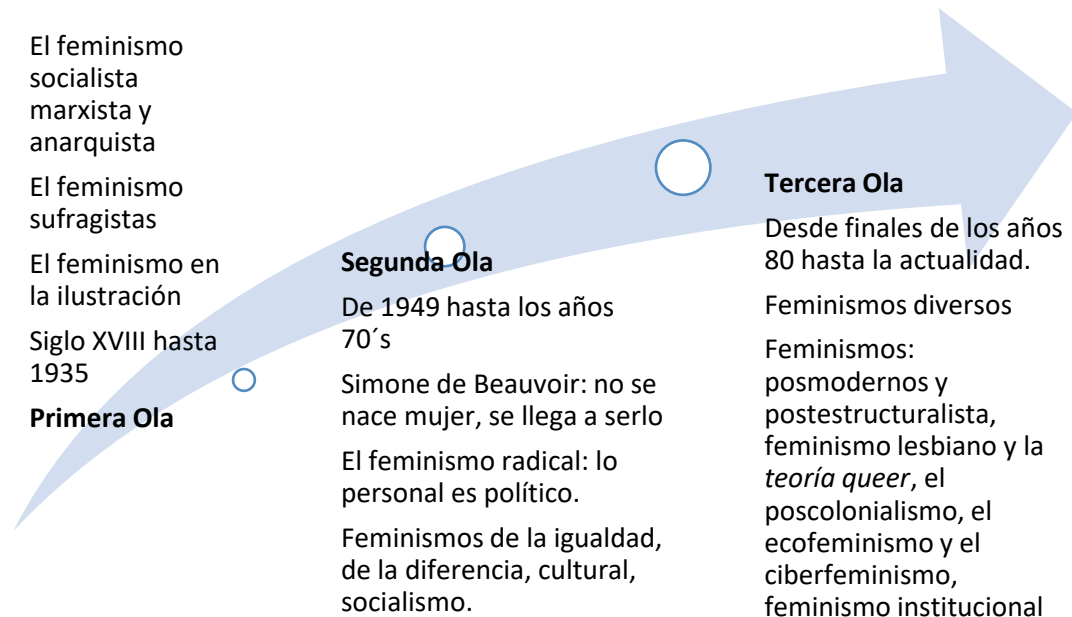 El feminismo
socialista
marxista y
anarquista
El feminismo
sufragistas
El feminismo en
la ilustración
Siglo XVIII hasta
1935
Primera Ola
Segunda Ola
De 1949 hasta los años
70´s
Simone de Beauvoir: no se
nace mujer, se llega a serlo
El feminismo radical: lo
personal es político.
Feminismos de la igualdad,
de la diferencia, cultural,
socialismo.
Tercera Ola
Desde finales de los años
80 hasta la actualidad.
Feminismos diversos
Feminismos:
posmodernos y
postestructuralista,
feminismo lesbiano y la
teoría queer, el
poscolonialismo, el
ecofeminismo y el
ciberfeminismo,
feminismo institucional